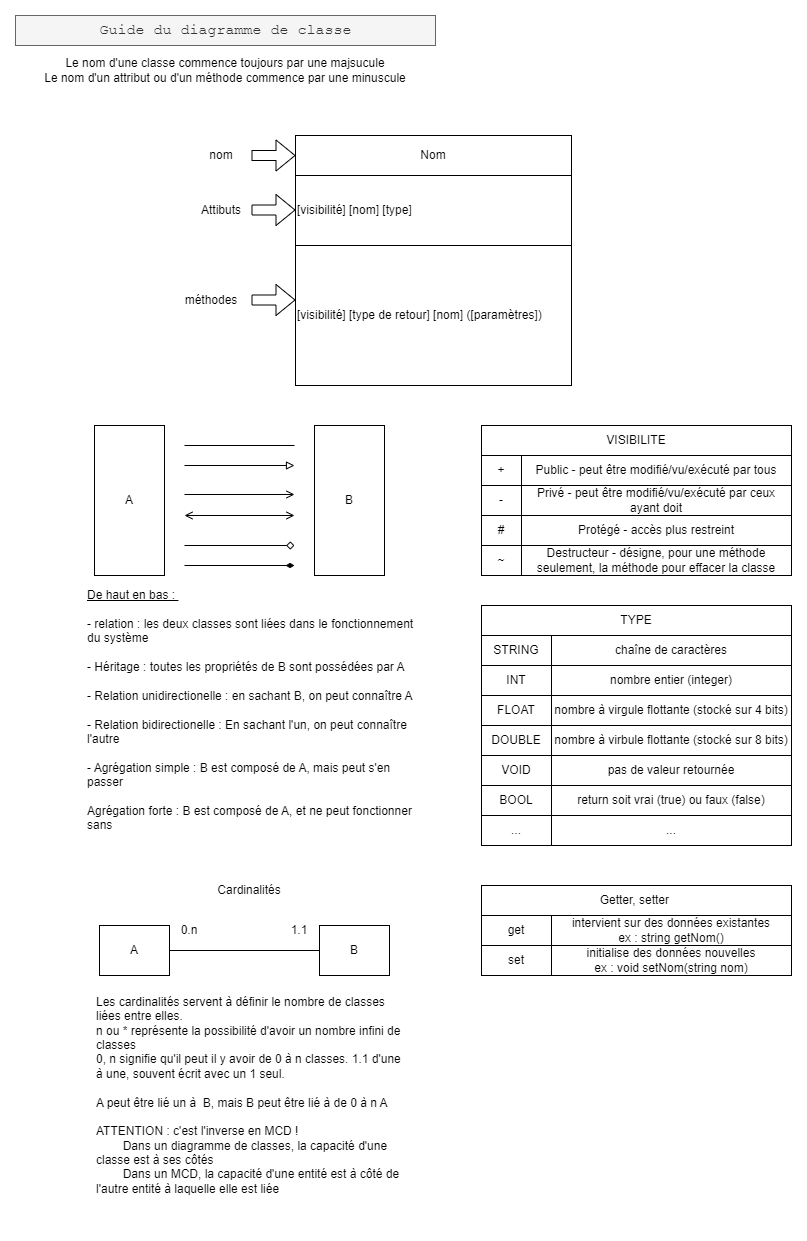 Guide du diagramme de classe
Le nom d'une classe commence toujours par une majsucule
Le nom d'un attribut ou d'un méthode commence par une minuscule
nom
Nom
Attibuts
[visibilité] [nom] [type]
méthodes
[visibilité] [type de retour] [nom] ([paramètres])
A
B
De haut en bas :
- relation : les deux classes sont liées dans le fonctionnement
du système
- Héritage : toutes les propriétés de B sont possédées par A
- Relation unidirectionelle : en sachant B, on peut connaître A
- Relation bidirectionelle : En sachant l'un, on peut connaître
l'autre
- Agrégation simple : B est composé de A, mais peut s'en
passer
Agrégation forte : B est composé de A, et ne peut fonctionner
sans
VISIBILITE
+
Public - peut être modifié/vu/exécuté par tous
-
Privé - peut être modifié/vu/exécuté par ceux
ayant doit
#
Protégé - accès plus restreint
~
Destructeur - désigne, pour une méthode
seulement, la méthode pour effacer la classe
TYPE
STRING
chaîne de caractères
INT
nombre entier (integer)
FLOAT
nombre à virgule flottante (stocké sur 4 bits)
DOUBLE
nombre à virbule flottante (stocké sur 8 bits)
VOID
pas de valeur retournée
BOOL
return soit vrai (true) ou faux (false)
...
...
Cardinalités
A
0.n
1.1
B
Les cardinalités servent à définir le nombre de classes
liées entre elles.
n ou * représente la possibilité d'avoir un nombre infini de
classes
0, n signifie qu'il peut il y avoir de 0 à n classes. 1.1 d'une
à une, souvent écrit avec un 1 seul.
A peut être lié un à  B, mais B peut être lié à de 0 à n A
ATTENTION : c'est l'inverse en MCD !
Dans un diagramme de classes, la capacité d'une
classe est à ses côtés
Dans un MCD, la capacité d'une entité est à côté de
l'autre entité à laquelle elle est liée
Getter, setter
get
intervient sur des données existantes
ex : string getNom()
set
initialise des données nouvelles
ex : void setNom(string nom)